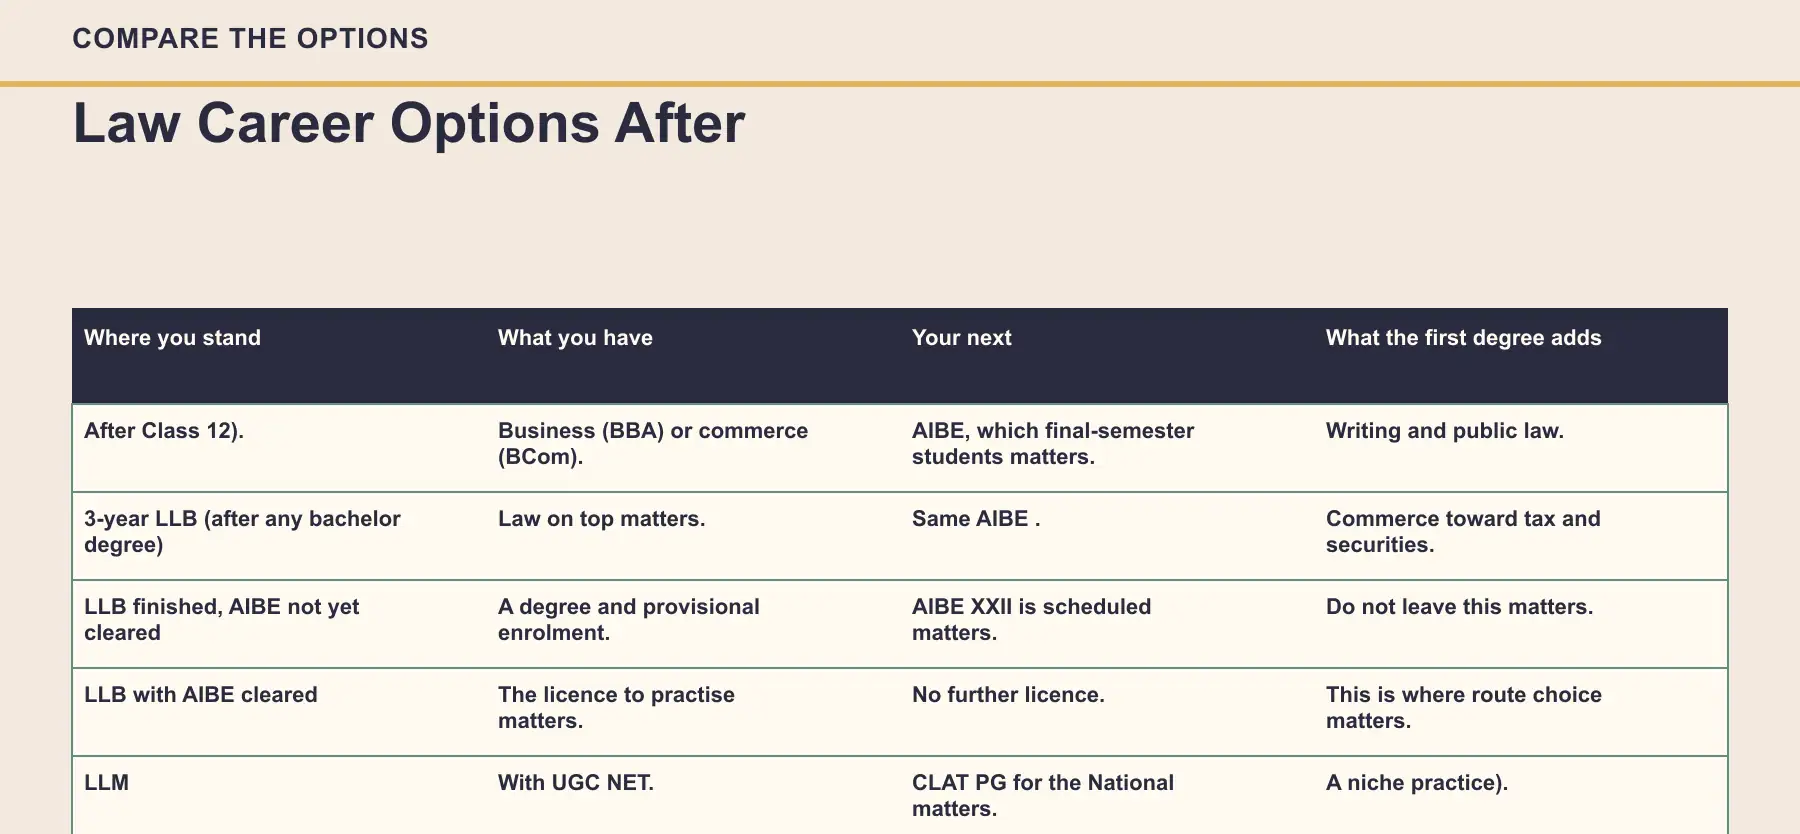 COMPARE THE OPTIONS
Law Career Options After
Where you stand
What you have
Your next
What the first degree adds
After Class 12).
Business (BBA) or commerce
(BCom).
AIBE, which final-semester
students matters.
Writing and public law.
3-year LLB (after any bachelor
degree)
Law on top matters.
Same AIBE .
Commerce toward tax and
securities.
LLB finished, AIBE not yet
cleared
A degree and provisional
enrolment.
AIBE XXII is scheduled
matters.
Do not leave this matters.
LLB with AIBE cleared
The licence to practise
matters.
No further licence.
This is where route choice
matters.
LLM
With UGC NET.
CLAT PG for the National
matters.
A niche practice).